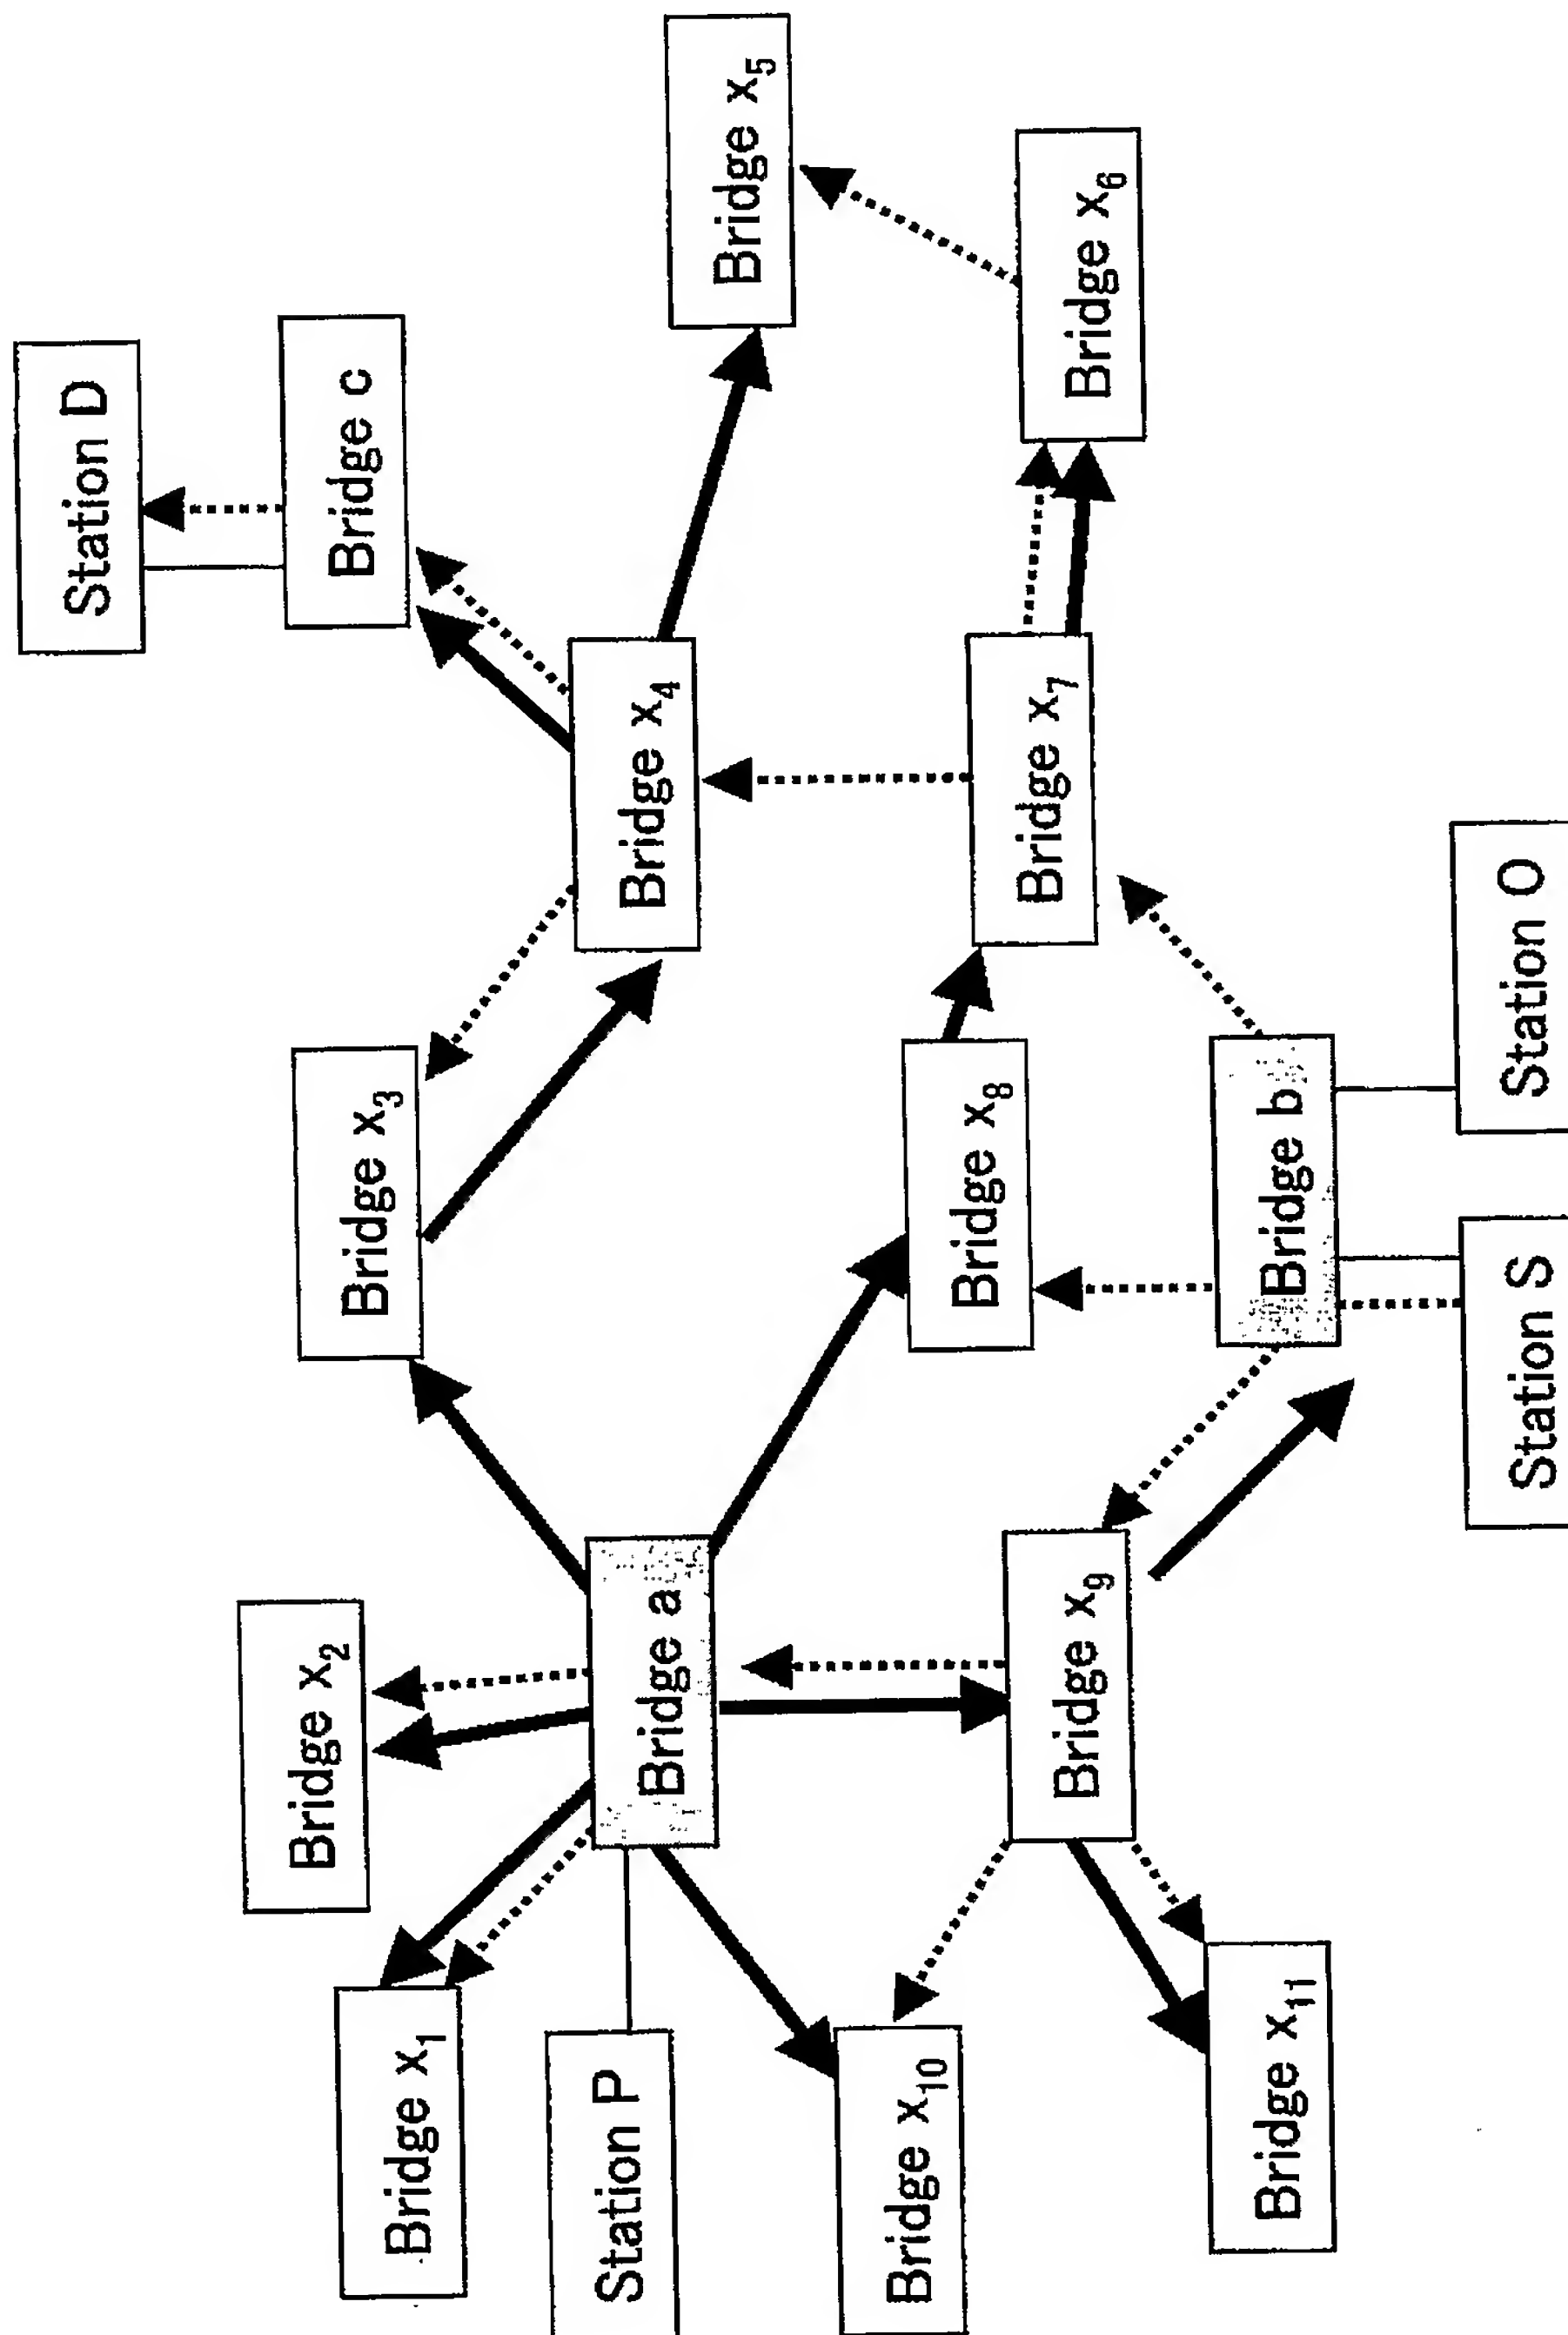 Station D
Bridge c
Bridge x5
Bridge x6
Bridge x3
Bridge x4
Bridge x7
Bridge x8
Bridge b
Station O
Station S
Bridge x2
Bridge a
Bridge x9
Bridge x1
Station P
Bridge x10
Bridge x11